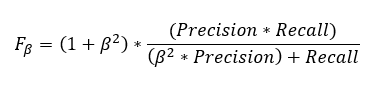 F_β = (1 + β²) * (Precision * Recall) / ((β² * Precision) + Recall)